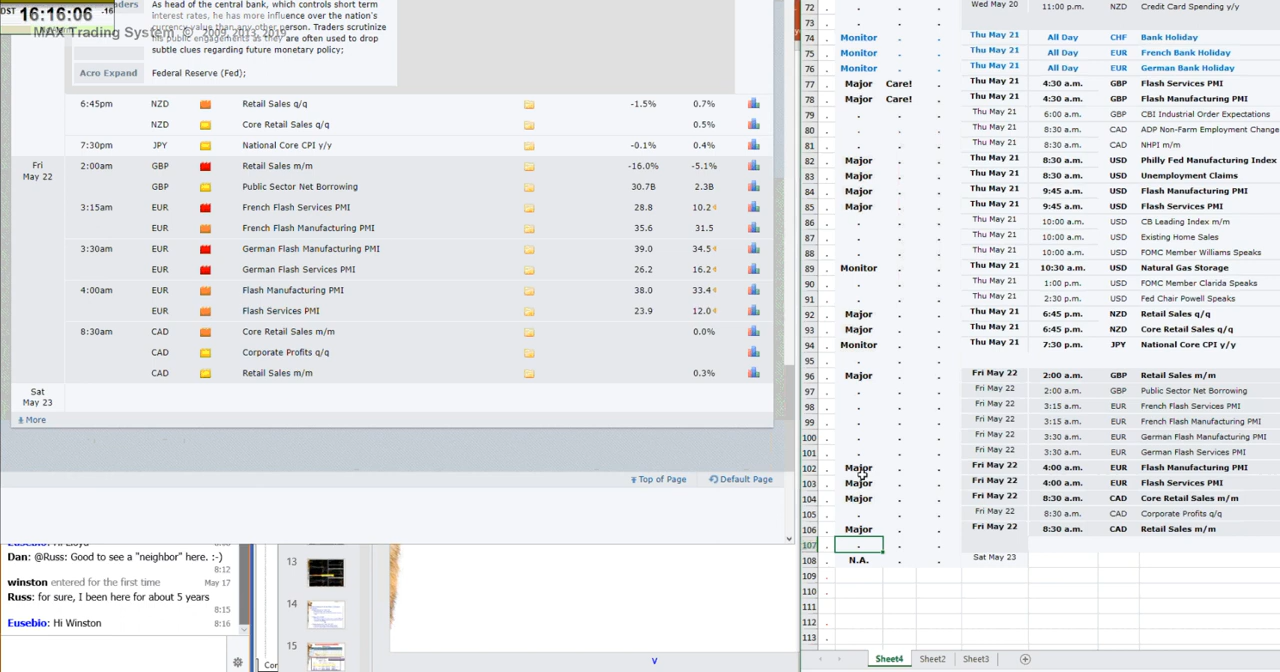 DST 16:16:06 .16
MAX Trading System © 2009, 2013, 2019
As head of the central bank, which controls short term
interest rates, he has more influence over the nation's
currency value than any other person. Traders scrutinize
his public engagements as they are often used to drop
subtle clues regarding future monetary policy;
Acro Expand Federal Reserve (Fed);
6:45pm NZD Retail Sales q/q -1.5% 0.7%
NZD Core Retail Sales q/q 0.5%
7:30pm JPY National Core CPI y/y -0.1% 0.4%
Fri
May 22
2:00am GBP Retail Sales m/m -16.0% -5.1%
GBP Public Sector Net Borrowing 30.7B 2.3B
3:15am EUR French Flash Services PMI 28.8 10.2
EUR French Flash Manufacturing PMI 35.6 31.5
3:30am EUR German Flash Manufacturing PMI 39.0 34.5
EUR German Flash Services PMI 26.2 16.2
4:00am EUR Flash Manufacturing PMI 38.0 33.4
EUR Flash Services PMI 23.9 12.0
8:30am CAD Core Retail Sales m/m 0.0%
CAD Corporate Profits q/q
CAD Retail Sales m/m 0.3%
Sat
May 23
More
Top of Page Default Page
Dan: @Russ: Good to see a "neighbor" here. :-)
8:12
winston entered for the first time May 17
Russ: for sure, I been here for about 5 years
8:15
Eusebio: Hi Winston 8:16
13
14
15
V
72 . . . Wed May 20 11:00 p.m. NZD Credit Card Spending y/y
73 . . .
74 . Monitor . . Thu May 21 All Day CHF Bank Holiday
75 . Monitor . . Thu May 21 All Day EUR French Bank Holiday
76 . Monitor . . Thu May 21 All Day EUR German Bank Holiday
77 . Major Care! . Thu May 21 4:30 a.m. GBP Flash Services PMI
78 . Major Care! . Thu May 21 4:30 a.m. GBP Flash Manufacturing PMI
79 . . . . Thu May 21 6:00 a.m. GBP CBI Industrial Order Expectations
80 . . . . Thu May 21 8:30 a.m. CAD ADP Non-Farm Employment Change
81 . . . . Thu May 21 8:30 a.m. CAD NHPI m/m
82 . Major . . Thu May 21 8:30 a.m. USD Philly Fed Manufacturing Index
83 . Major . . Thu May 21 8:30 a.m. USD Unemployment Claims
84 . Major . . Thu May 21 9:45 a.m. USD Flash Manufacturing PMI
85 . Major . . Thu May 21 9:45 a.m. USD Flash Services PMI
86 . . . . Thu May 21 10:00 a.m. USD CB Leading Index m/m
87 . . . . Thu May 21 10:00 a.m. USD Existing Home Sales
88 . . . . Thu May 21 10:00 a.m. USD FOMC Member Williams Speaks
89 . Monitor . . Thu May 21 10:30 a.m. USD Natural Gas Storage
90 . . . . Thu May 21 1:00 p.m. USD FOMC Member Clarida Speaks
91 . . . . Thu May 21 2:30 p.m. USD Fed Chair Powell Speaks
92 . Major . . Thu May 21 6:45 p.m. NZD Retail Sales q/q
93 . Major . . Thu May 21 6:45 p.m. NZD Core Retail Sales q/q
94 . Monitor . . Thu May 21 7:30 p.m. JPY National Core CPI y/y
95 . . . .
96 . Major . . Fri May 22 2:00 a.m. GBP Retail Sales m/m
97 . . . . Fri May 22 2:00 a.m. GBP Public Sector Net Borrowing
98 . . . . Fri May 22 3:15 a.m. EUR French Flash Services PMI
99 . . . . Fri May 22 3:15 a.m. EUR French Flash Manufacturing PMI
100 . . . . Fri May 22 3:30 a.m. EUR German Flash Manufacturing PMI
101 . . . . Fri May 22 3:30 a.m. EUR German Flash Services PMI
102 . Major . . Fri May 22 4:00 a.m. EUR Flash Manufacturing PMI
103 . Major . . Fri May 22 4:00 a.m. EUR Flash Services PMI
104 . Major . . Fri May 22 8:30 a.m. CAD Core Retail Sales m/m
105 . . . . Fri May 22 8:30 a.m. CAD Corporate Profits q/q
106 . Major . . Fri May 22 8:30 a.m. CAD Retail Sales m/m
107 . . . .
108 . N.A. . . Sat May 23
109 .
110 .
111
112 .
113 .
Sheet4 Sheet2 Sheet3